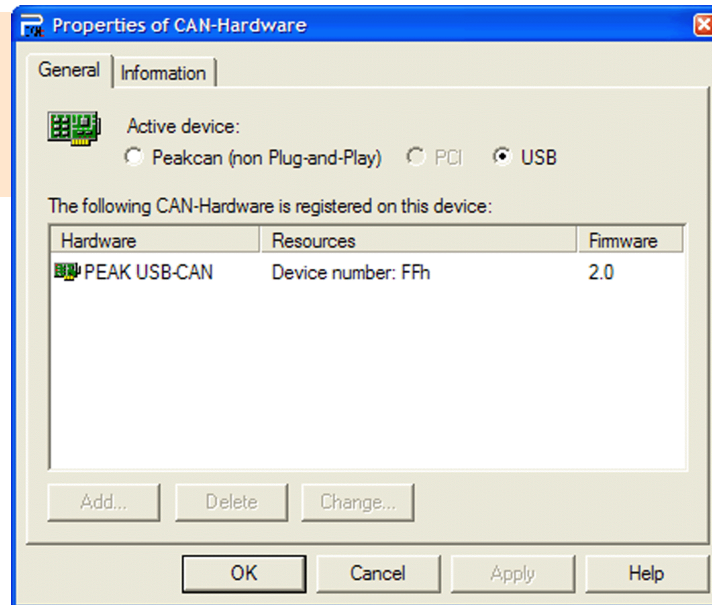 Properties of CAN-Hardware
General Information
Active device:
Peakcan (non Plug-and-Play) PCI USB
The following CAN-Hardware is registered on this device:
Hardware Resources Firmware
PEAK USB-CAN Device number: FFh 2.0
Add... Delete Change...
OK Cancel Apply Help